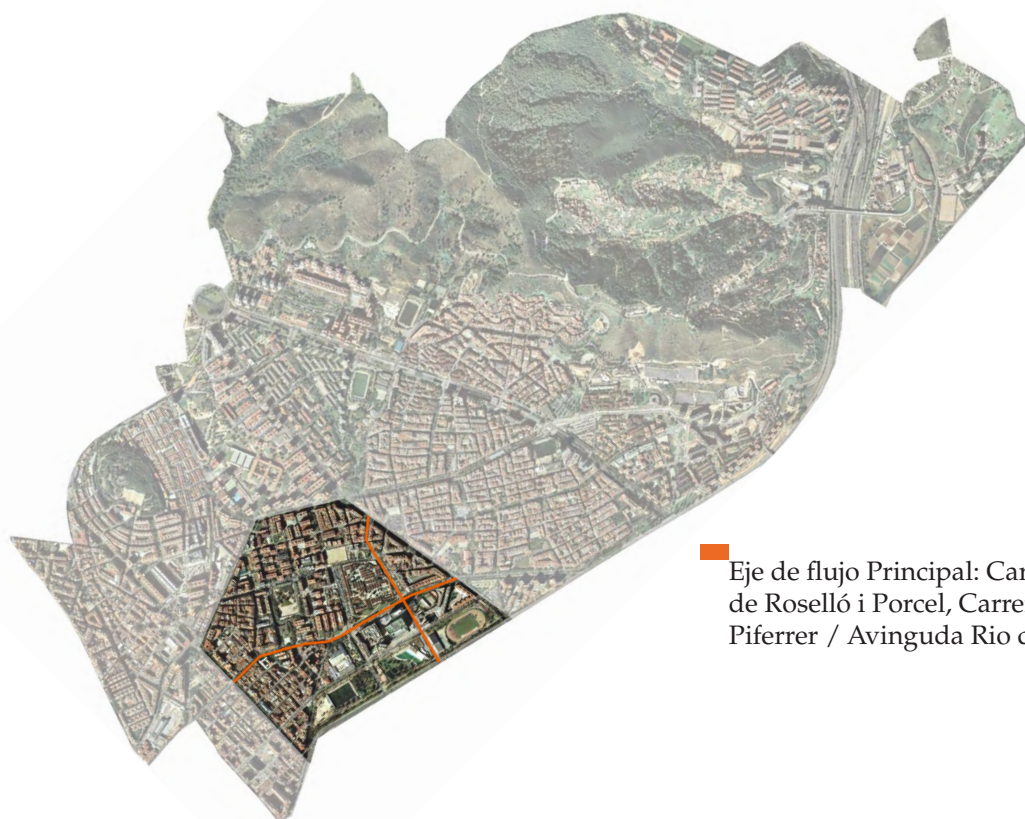 Eje de flujo Principal: Car
de Roselló i Porcel, Carre
Piferrer / Avinguda Rio